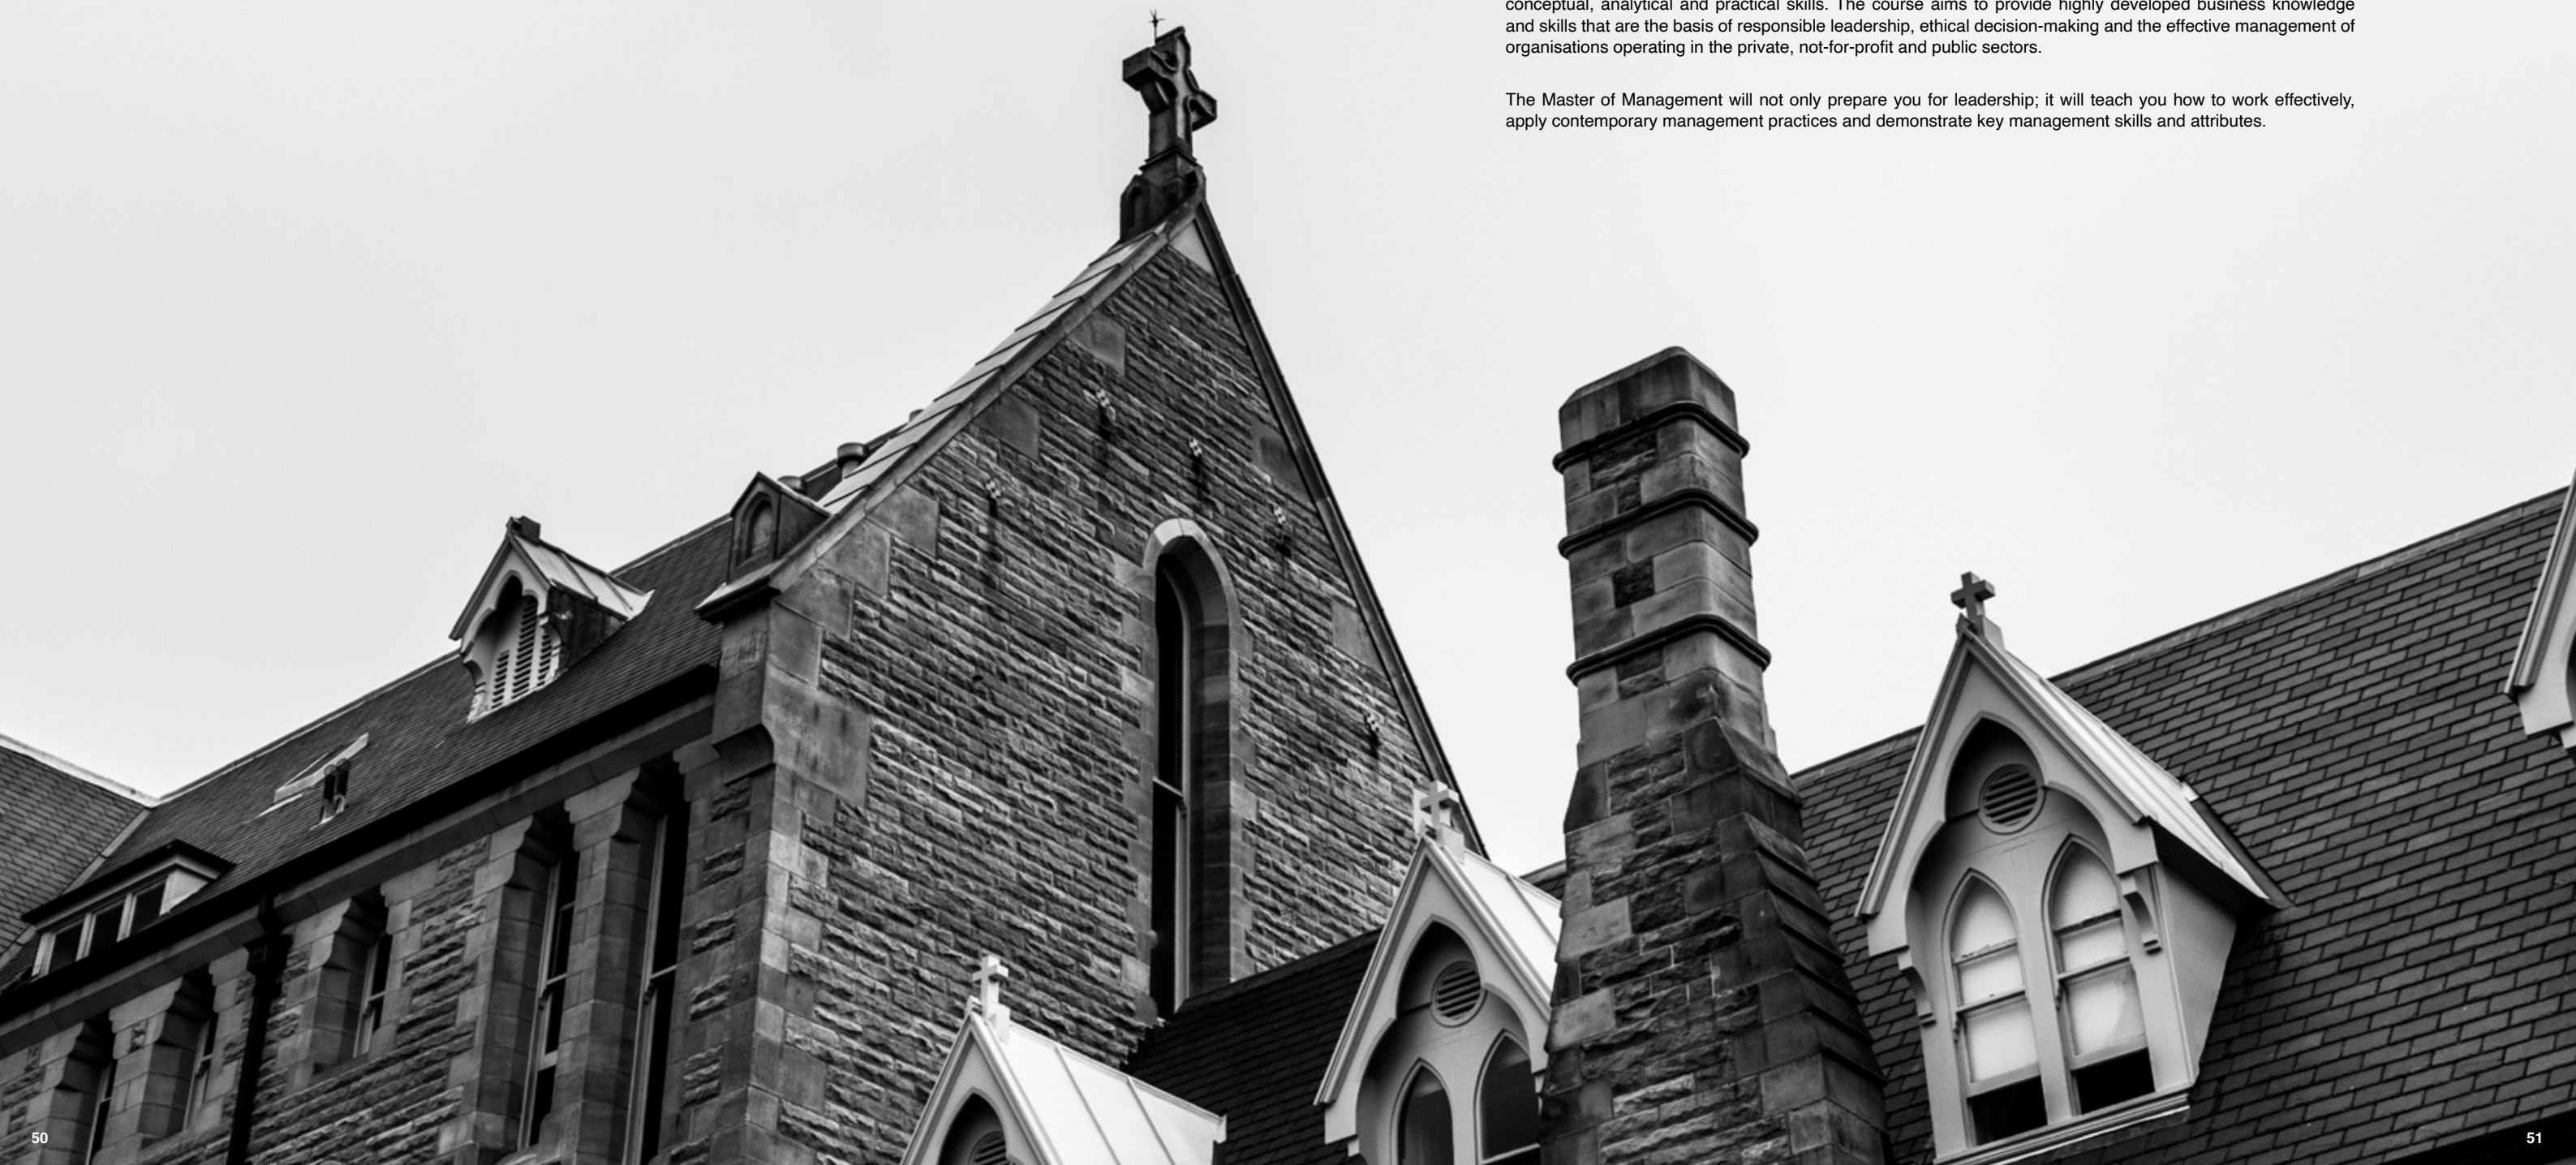 conceptual, analytical and practical skills. The course aims to provide highly developed business knowledge
and skills that are the basis of responsible leadership, ethical decision-making and the effective management of
organisations operating in the private, not-for-profit and public sectors.
The Master of Management will not only prepare you for leadership; it will teach you how to work effectively,
apply contemporary management practices and demonstrate key management skills and attributes.
50
51